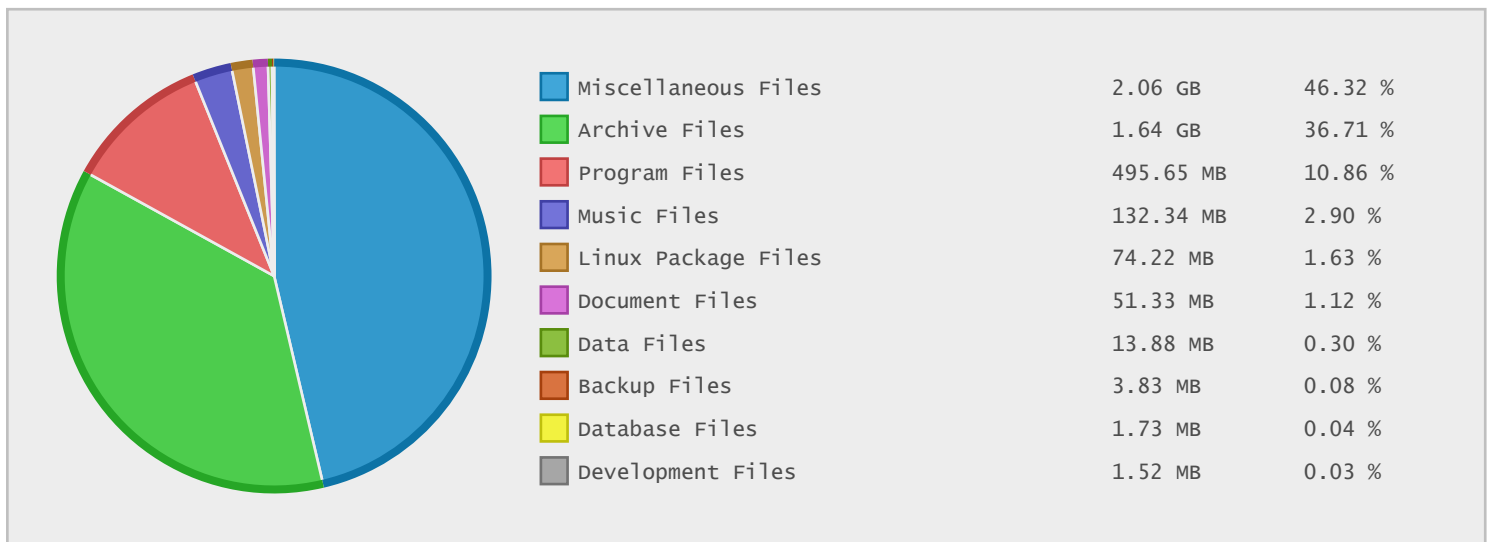 Miscellaneous Files 2.06 GB 46.32 %
Archive Files 1.64 GB 36.71 %
Program Files 495.65 MB 10.86 %
Music Files 132.34 MB 2.90 %
Linux Package Files 74.22 MB 1.63 %
Document Files 51.33 MB 1.12 %
Data Files 13.88 MB 0.30 %
Backup Files 3.83 MB 0.08 %
Database Files 1.73 MB 0.04 %
Development Files 1.52 MB 0.03 %